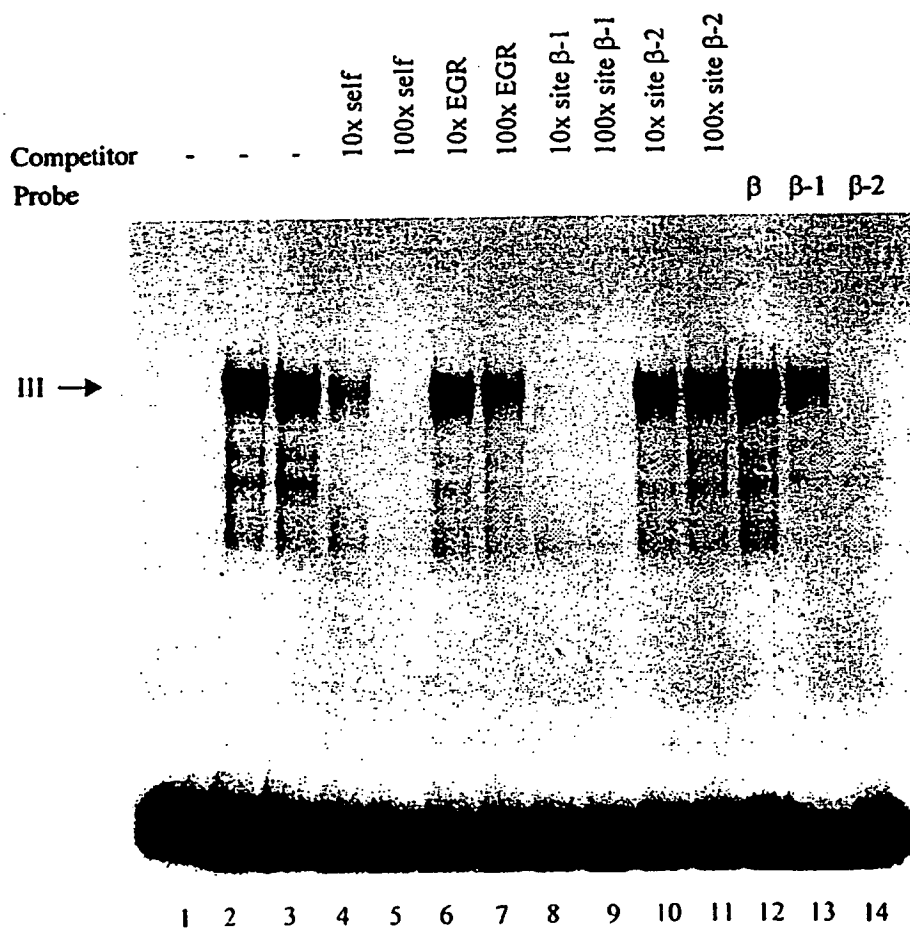 10x self
100x self
10x EGR
100x EGR
10x site β-1
100x site β-1
10x site β-2
100x site β-2
Competitor - - -
Probe β β-1 β-2
III →
1 2 3 4 5 6 7 8 9 10 11 12 13 14